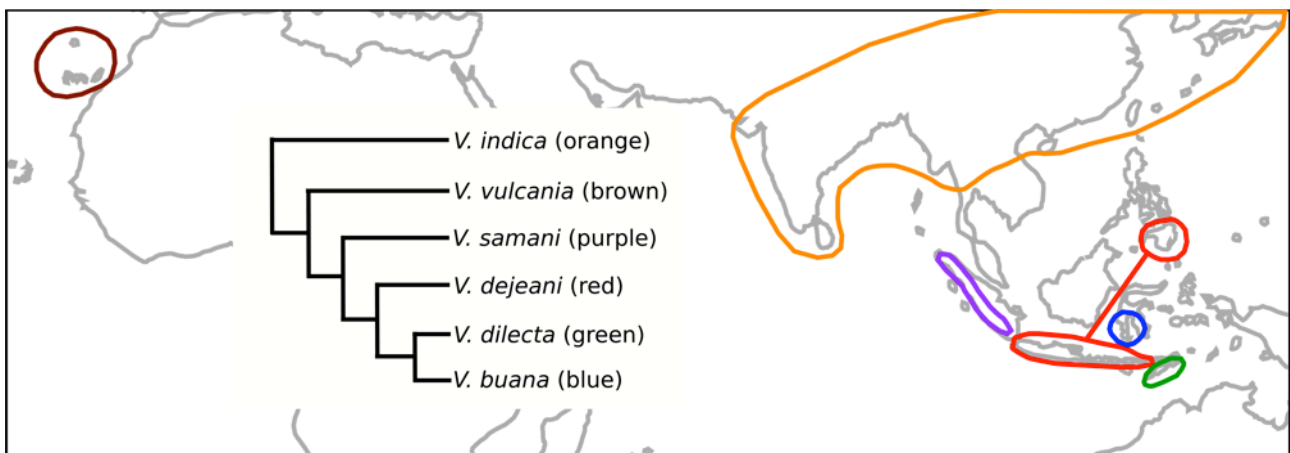 V. indica (orange)
V. vulcania (brown)
V. samani (purple)
V. dejeani (red)
V. dilecta (green)
V. buana (blue)